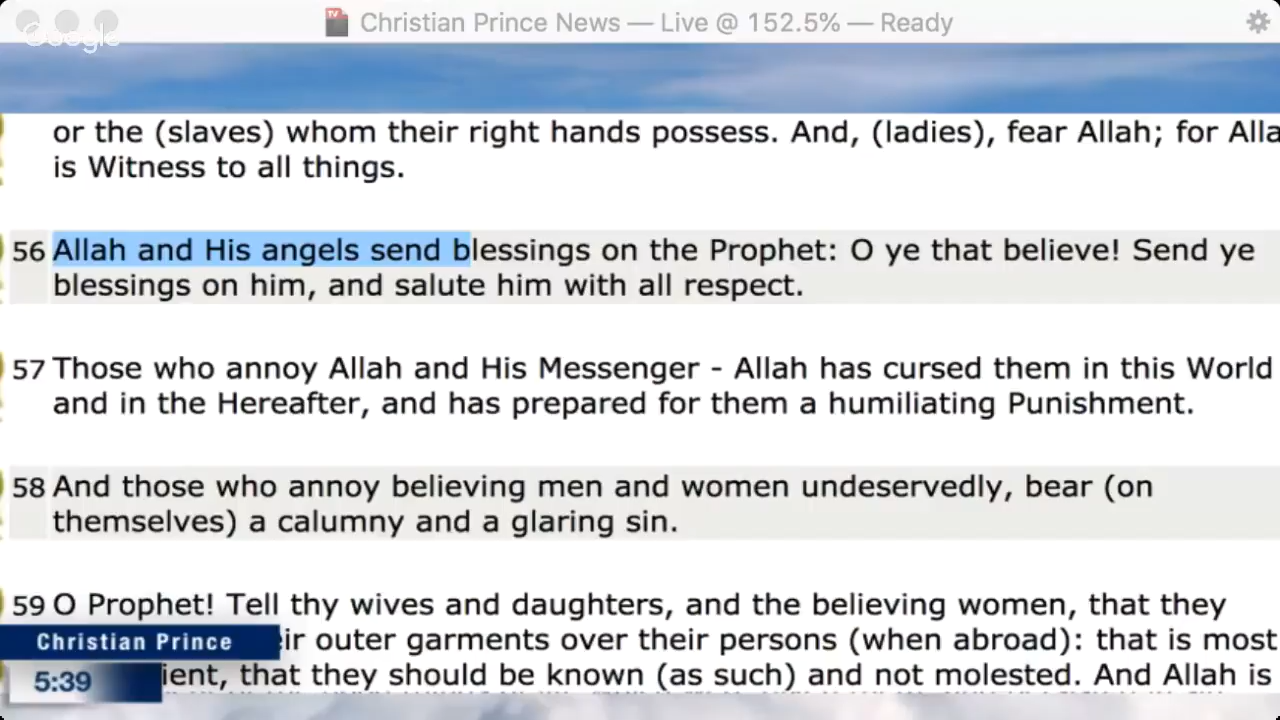 Christian Prince News — Live @ 152.5% — Ready
Google
or the (slaves) whom their right hands possess. And, (ladies), fear Allah; for Alla
is Witness to all things.
56 Allah and His angels send blessings on the Prophet: O ye that believe! Send ye
blessings on him, and salute him with all respect.
57 Those who annoy Allah and His Messenger - Allah has cursed them in this World
and in the Hereafter, and has prepared for them a humiliating Punishment.
58 And those who annoy believing men and women undeservedly, bear (on
themselves) a calumny and a glaring sin.
59 O Prophet! Tell thy wives and daughters, and the believing women, that they
Christian Prince
eir outer garments over their persons (when abroad): that is most
5:39
ient, that they should be known (as such) and not molested. And Allah is